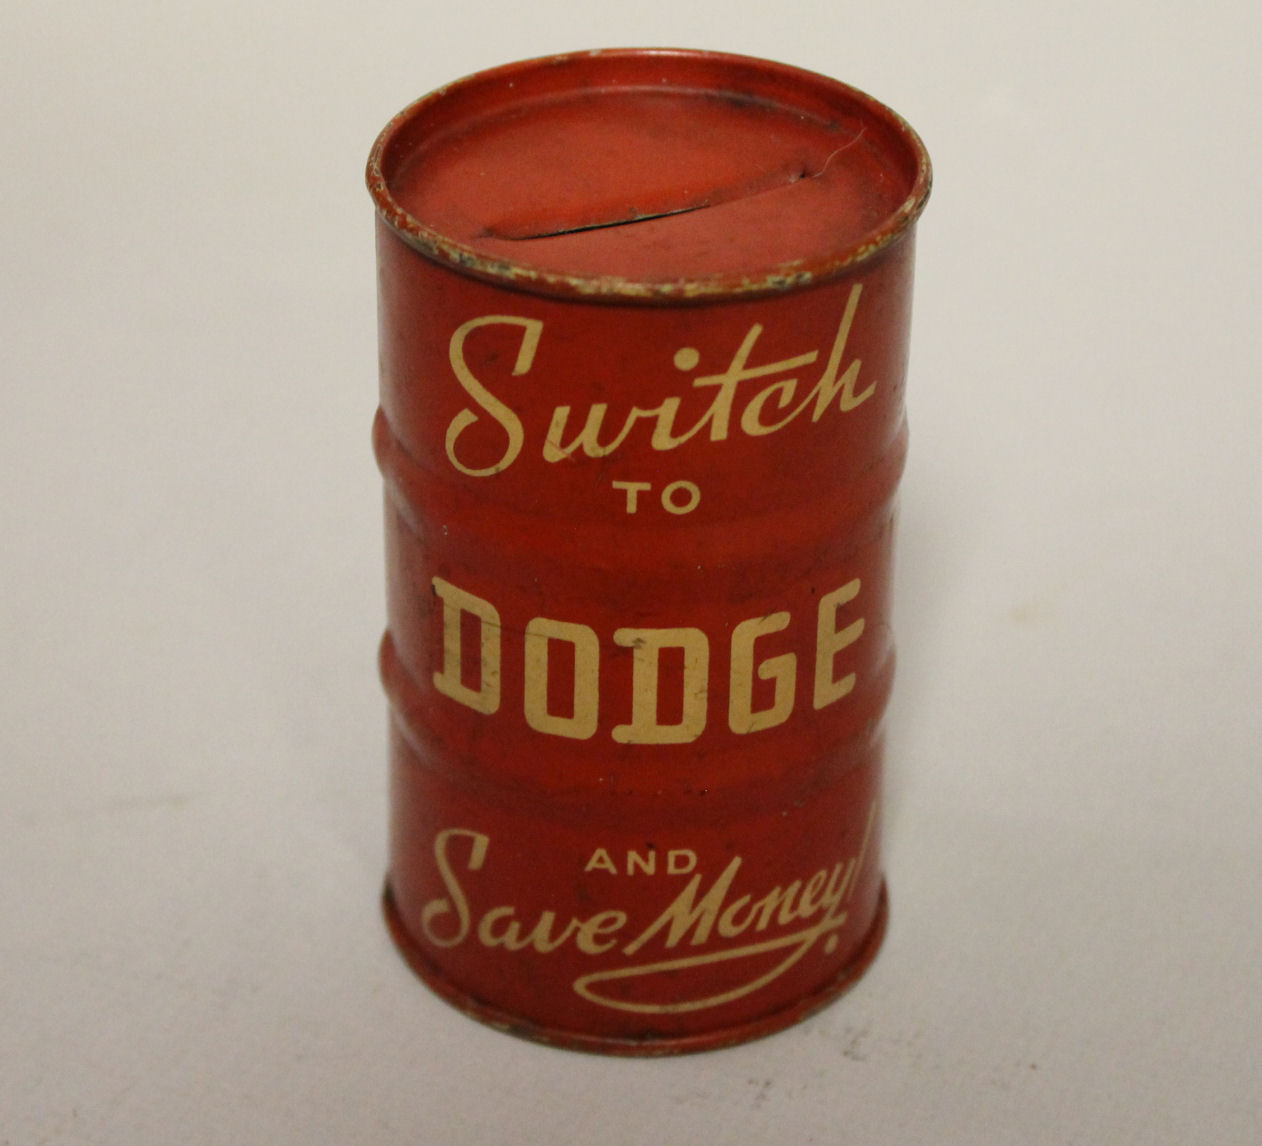 Switch
TO
DODGE
AND
Save Money!